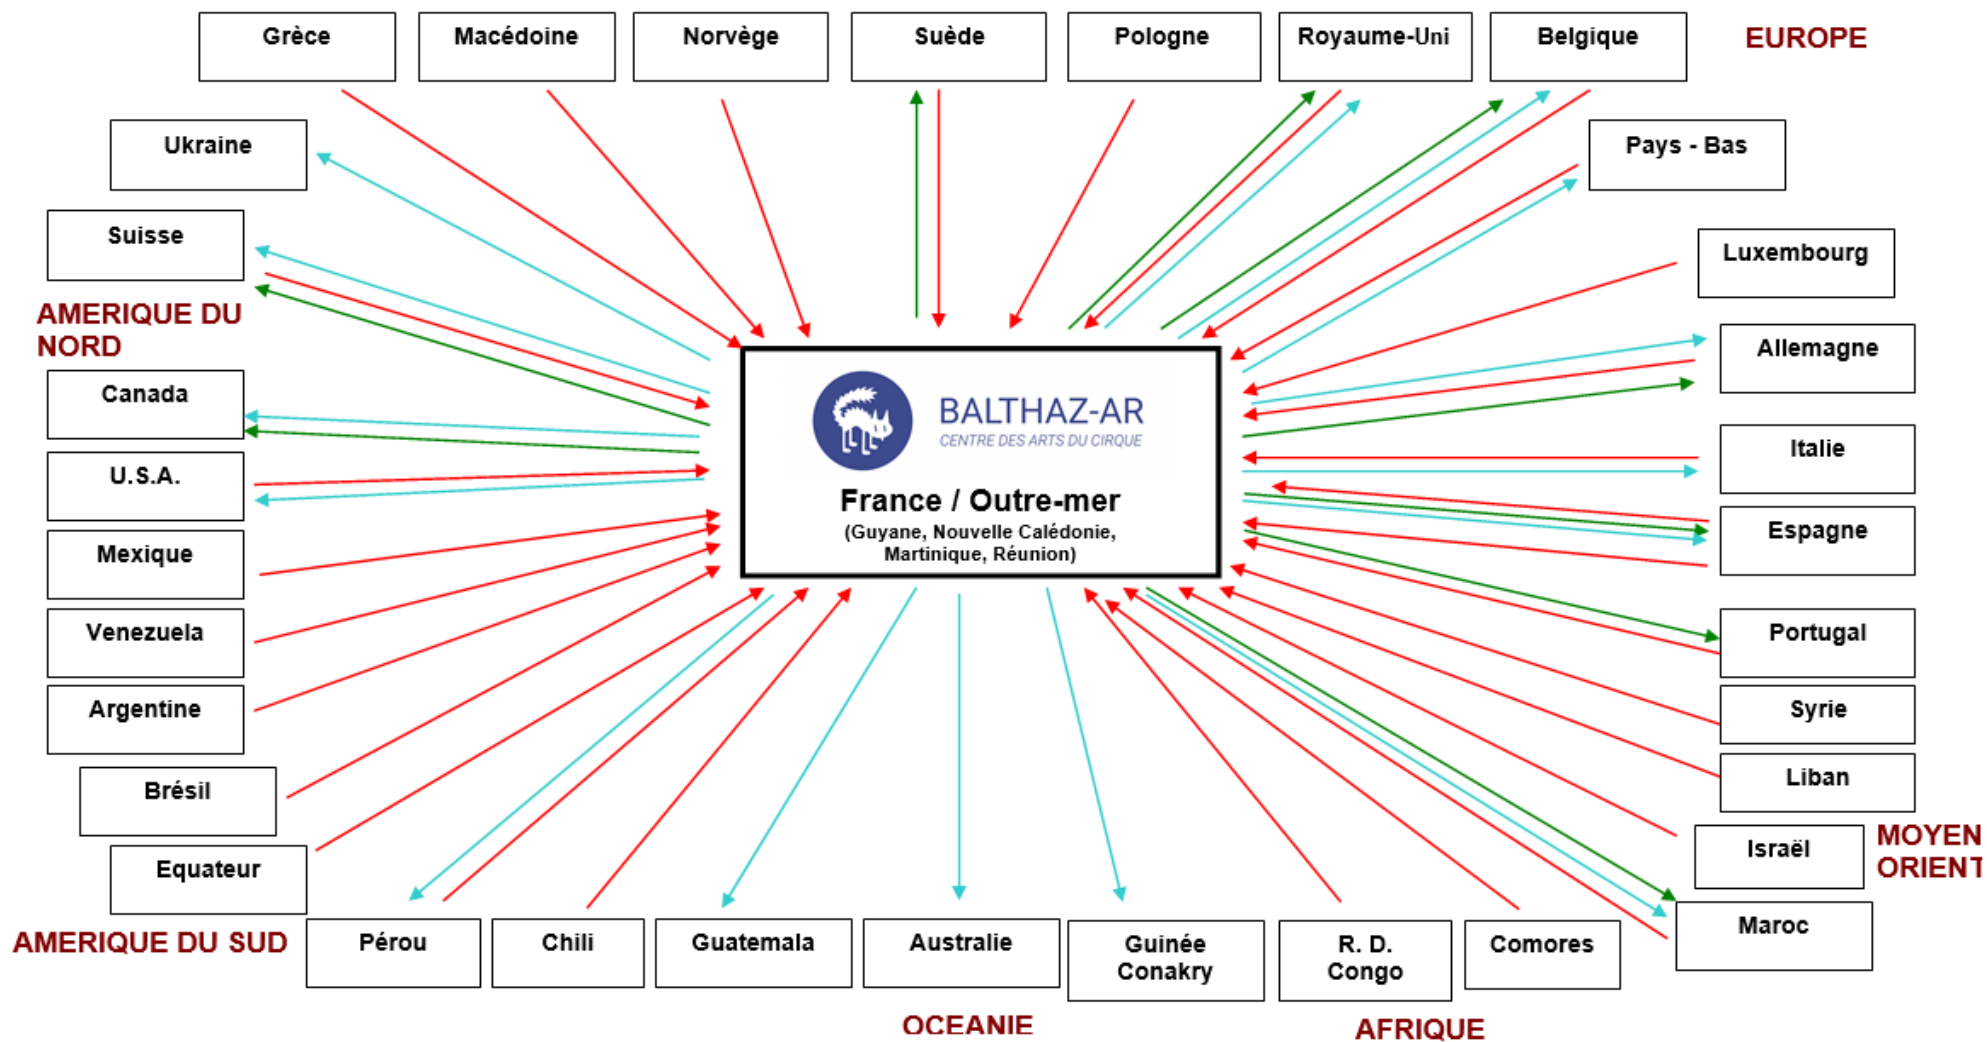 Grèce
Macédoine
Norvège
Suède
Pologne
Royaume-Uni
Belgique
EUROPE
Ukraine
Pays - Bas
Suisse
Luxembourg
AMERIQUE DU
NORD
Allemagne
Canada
BALTHAZ-AR
CENTRE DES ARTS DU CIRQUE
Italie
U.S.A.
France / Outre-mer
(Guyane, Nouvelle Calédonie,
Martinique, Réunion)
Espagne
Mexique
Venezuela
Portugal
Argentine
Syrie
Brésil
Liban
Equateur
Israël
MOYEN
ORIENT
AMERIQUE DU SUD
Pérou
Chili
Guatemala
Australie
Guinée
Conakry
R. D.
Congo
Comores
Maroc
OCEANIE
AFRIQUE